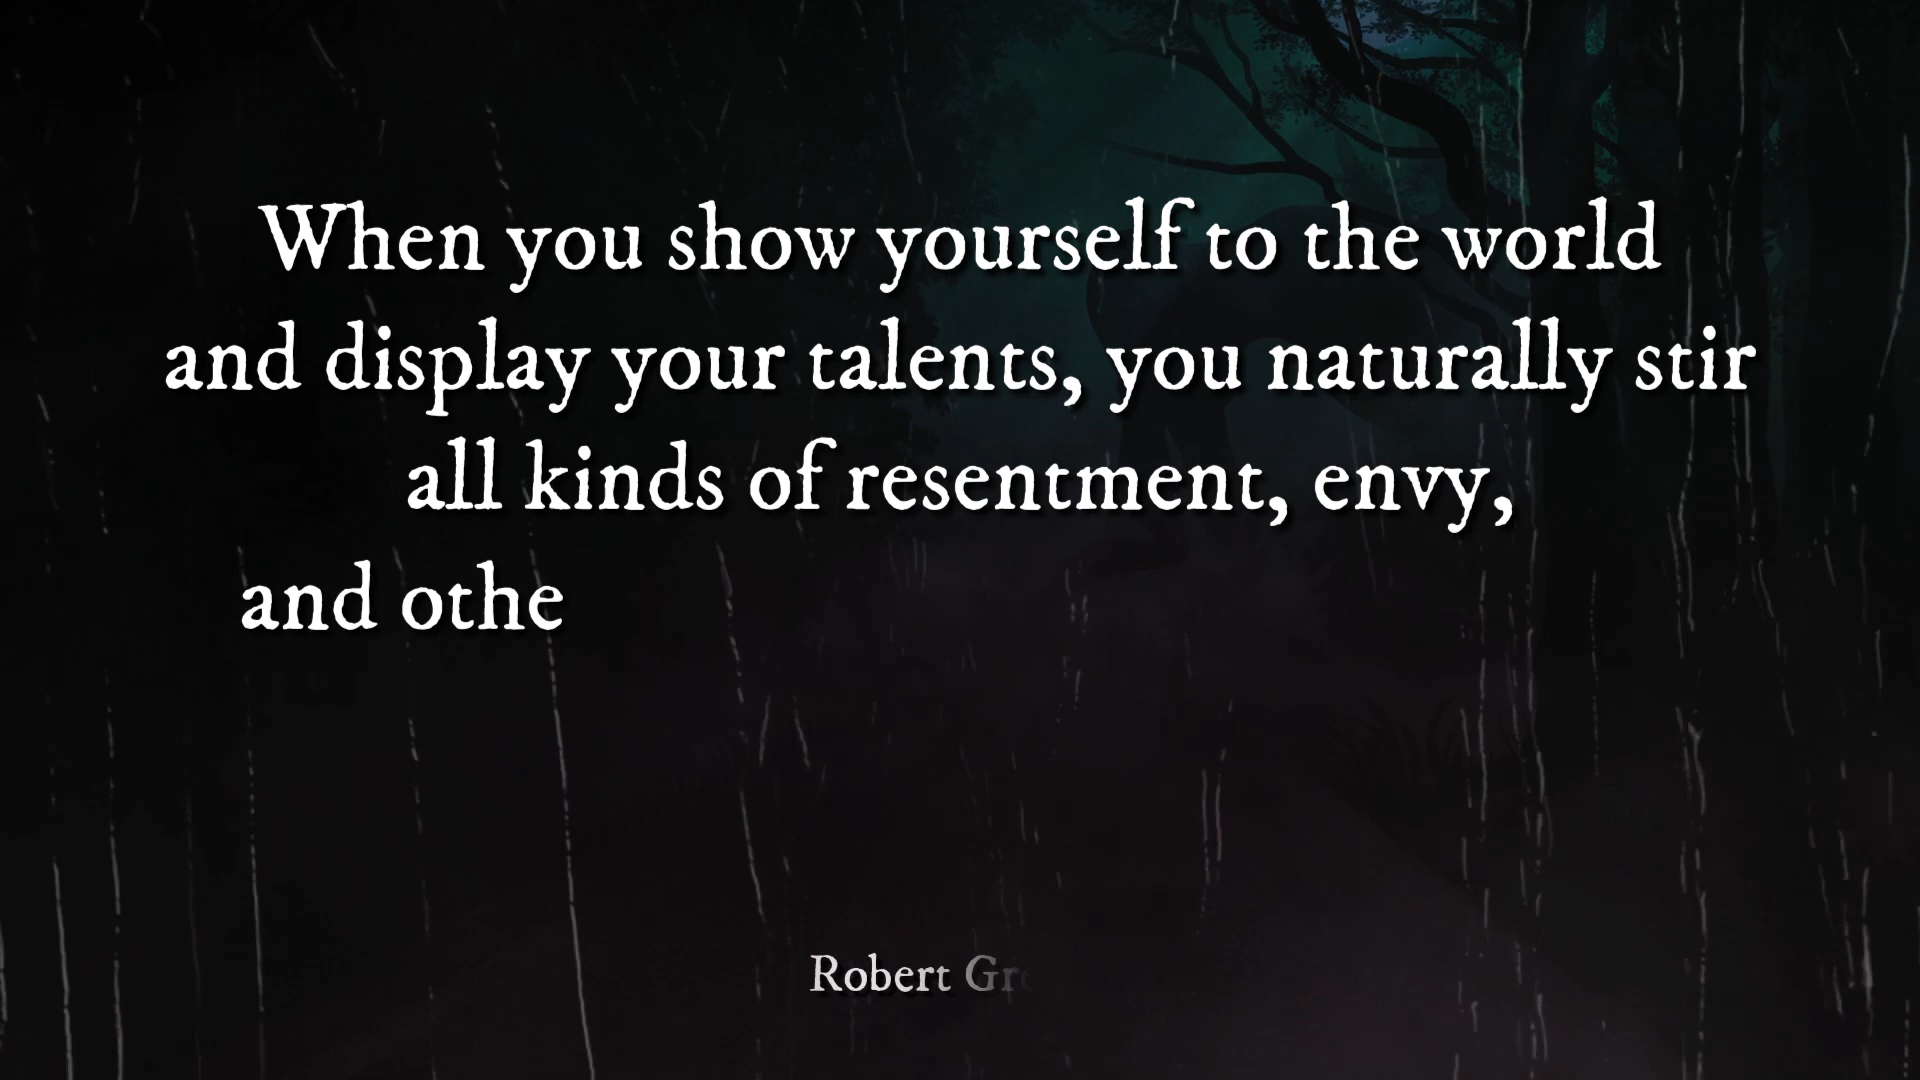 When you show yourself to the world
and display your talents, you naturally stir
all kinds of resentment, envy,
and othe
Robert Gr